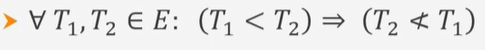 ➤ ∀ T₁, T₂ ∈ E: (T₁ < T₂) ⇒ (T₂ ≮ T₁)